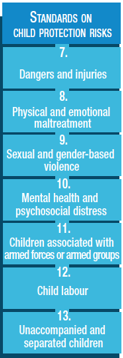 STANDARDS ON
CHILD PROTECTION RISKS
7.
Dangers and injuries
8.
Physical and emotional
maltreatment
9.
Sexual and gender-based
violence
10.
Mental health and
psychosocial distress
11.
Children associated with
armed forces or armed groups
12.
Child labour
13.
Unaccompanied and
separated children